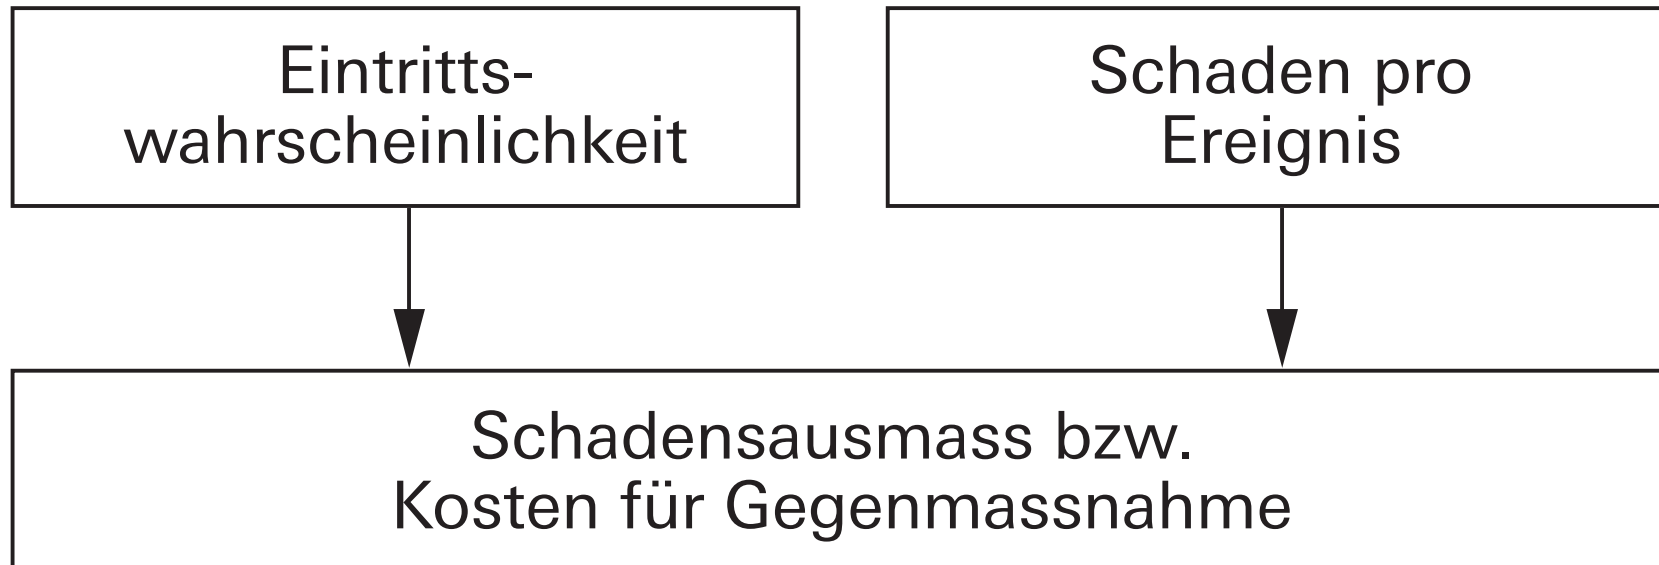 Eintritts-
wahrscheinlichkeit
Schaden pro
Ereignis
Schadensausmass bzw.
Kosten für Gegenmassnahme